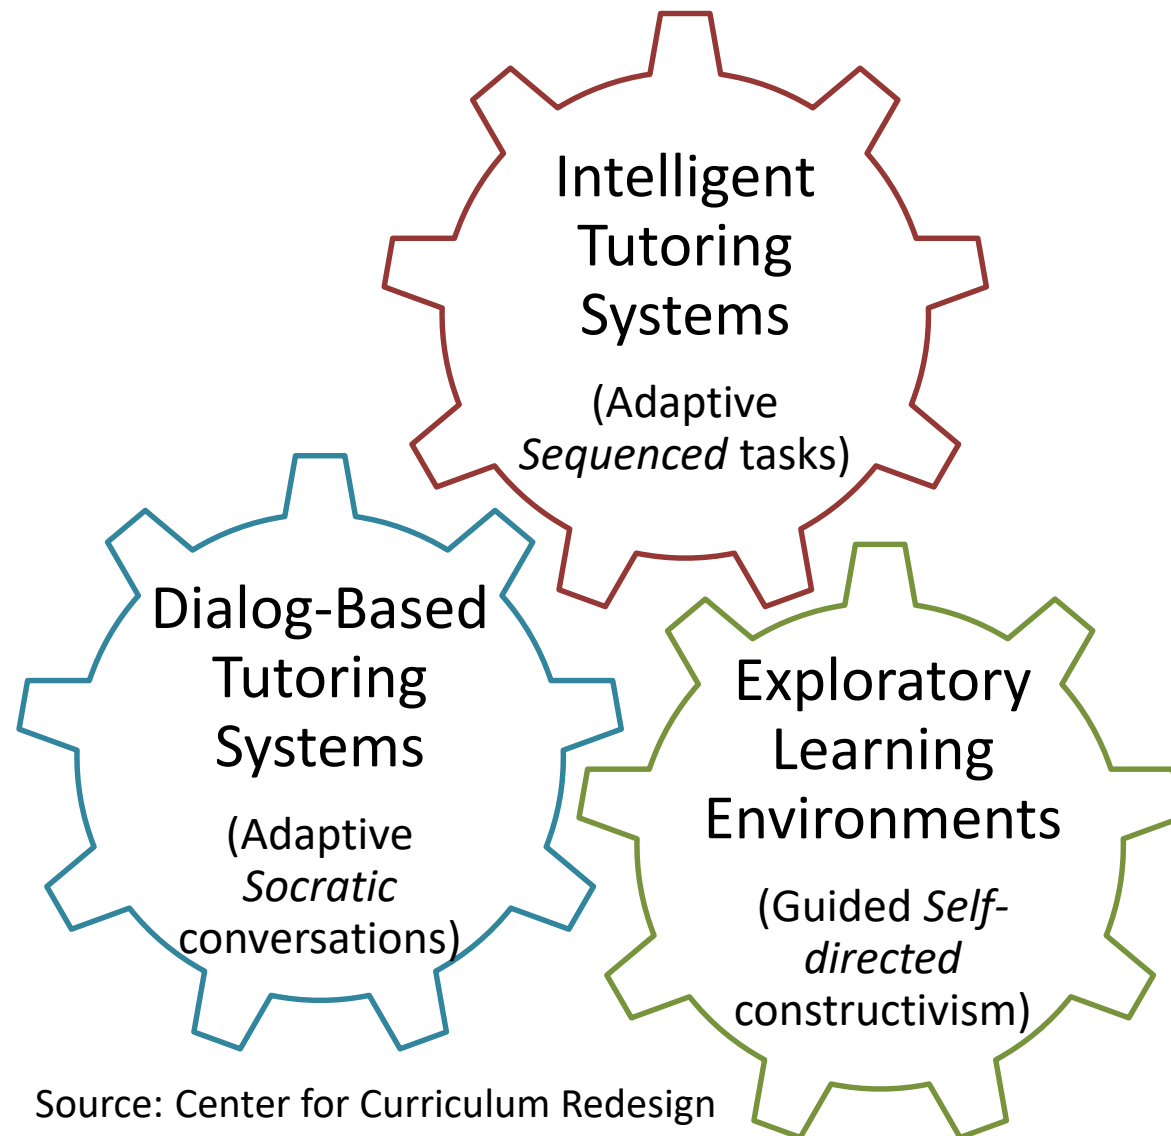 Intelligent
Tutoring
Systems
(Adaptive
Sequenced tasks)
Dialog-Based
Tutoring
Systems
(Adaptive
Socratic
conversations)
Exploratory
Learning
Environments
(Guided Self-
directed
constructivism)
Source: Center for Curriculum Redesign